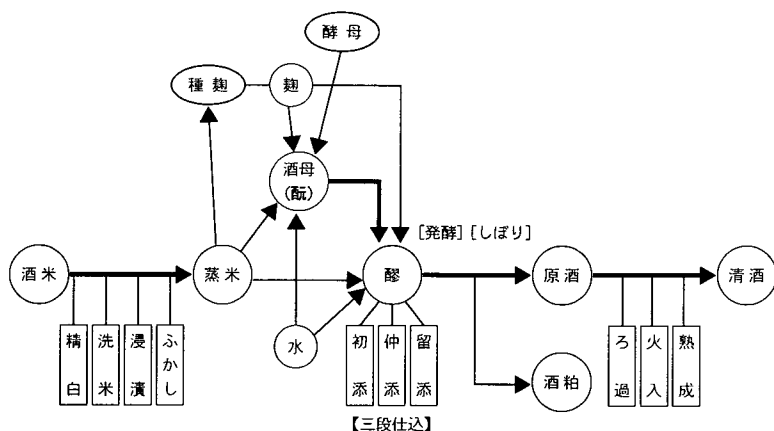 酵母
種麹
麹
酒母
(酛)
[発酵][しぼり]
酒米
蒸米
醪
原酒
清酒
水
酒粕
精白
洗米
浸漬
ふかし
初添
仲添
留添
ろ過
火入
熟成
【三段仕込】